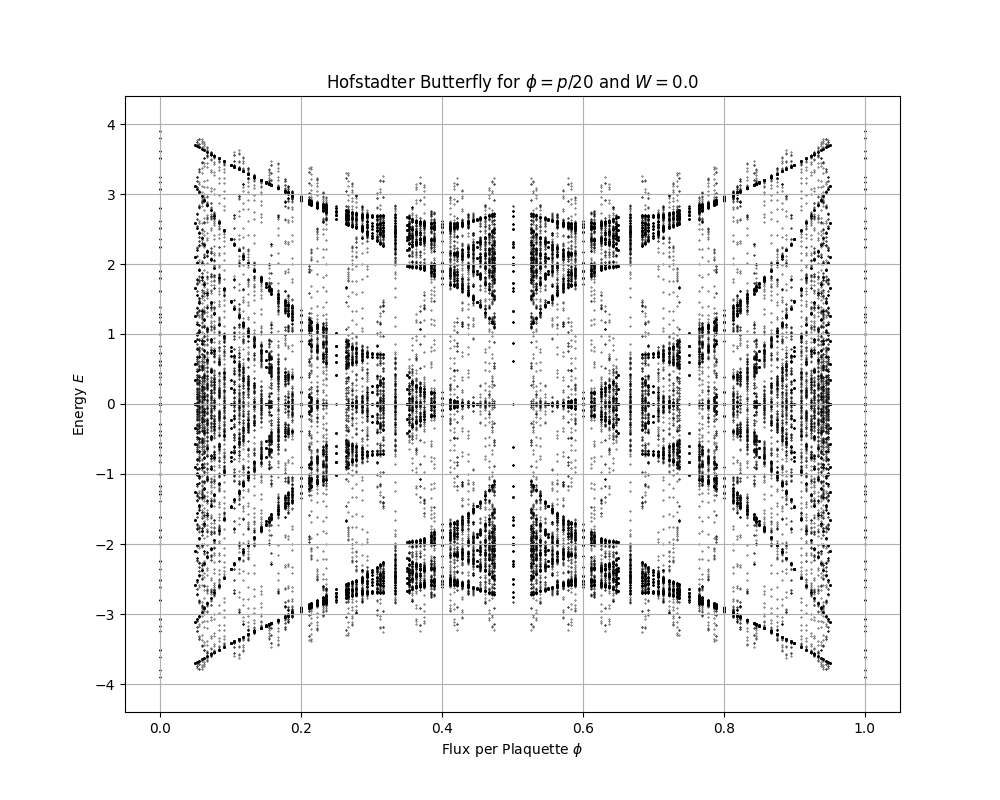 Hofstadter Butterfly for ϕ = p/20 and W = 0.0
4
3
2
1
0
−1
−2
−3
−4
Energy E
0.0 0.2 0.4 0.6 0.8 1.0
Flux per Plaquette ϕ